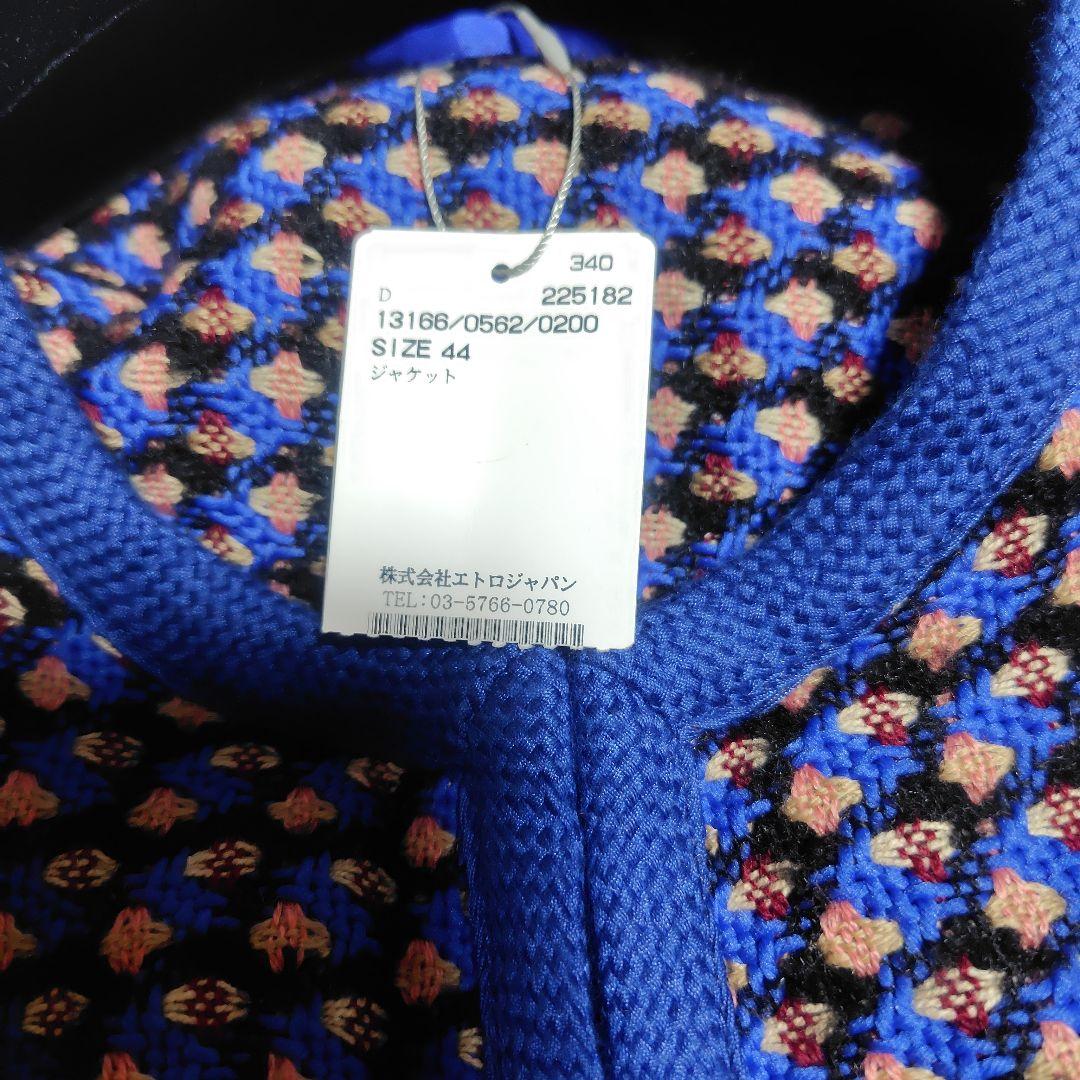 340
D 225182
13166/0562/0200
SIZE 44
ジャケット
株式会社エトロジャパン
TEL:03-5766-0780